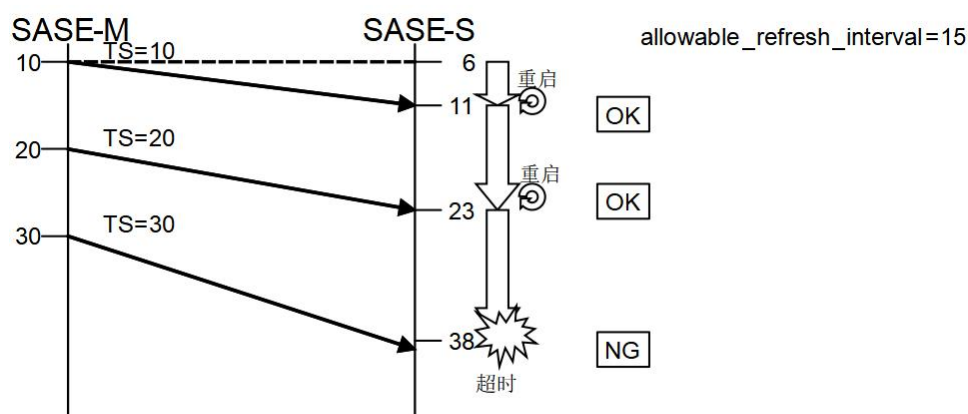 SASE-M
SASE-S
allowable_refresh_interval=15
TS=10
10
6
重启
11
OK
TS=20
20
重启
23
OK
TS=30
30
38
NG
超时